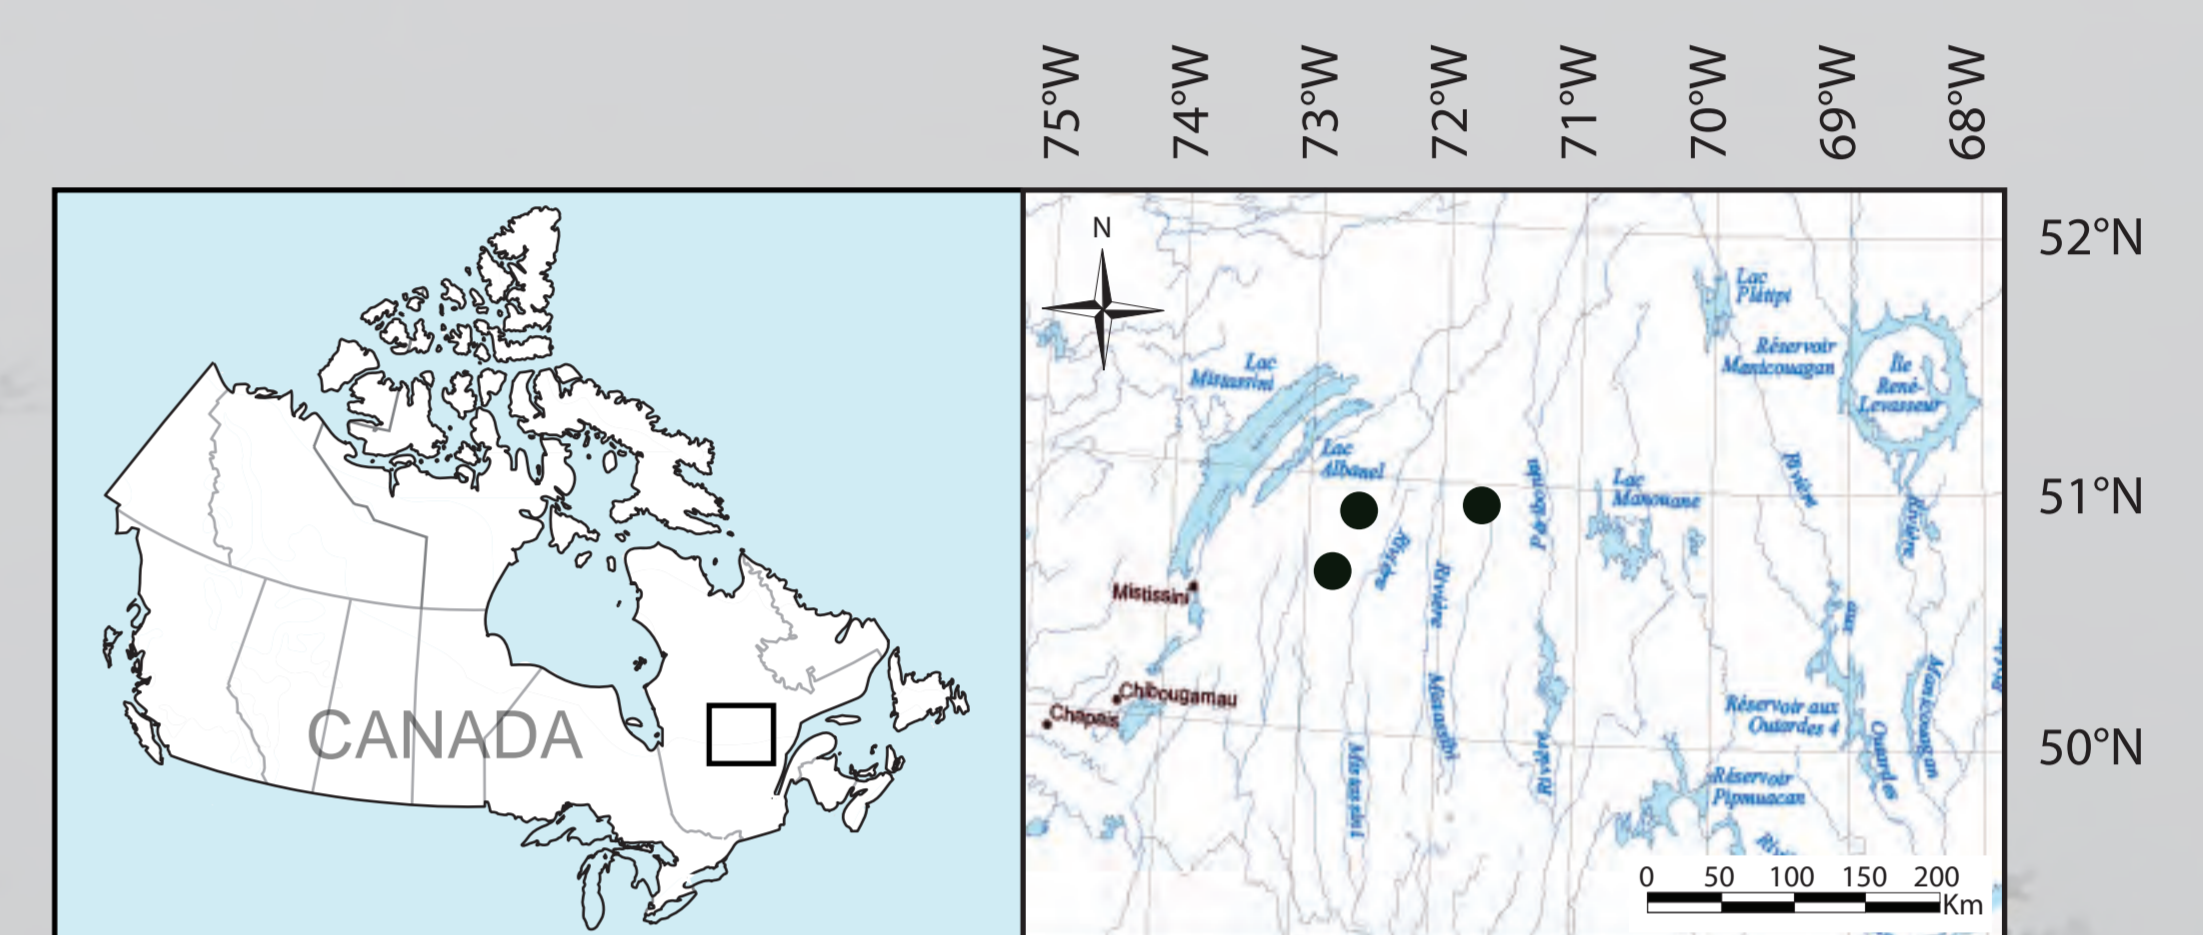 75°W
74°W
73°W
72°W
71°W
70°W
69°W
68°W
52°N
51°N
50°N
CANADA
N
Lac
Plétipi
Réservoir
Manicouagan
Île
René-
Levasseur
Lac
Mistassini
Lac
Albanel
Péribonka
Lac
Manouane
Rivière
Rivière
Rivière
Rivière
Mistissini
aux
Chibougamau
Chapais
Réservoir aux
Outardes 4
Outardes
Manicouagan
Mistassini
Rivière
Réservoir
Pipmuacan
0 50 100 150 200
Km